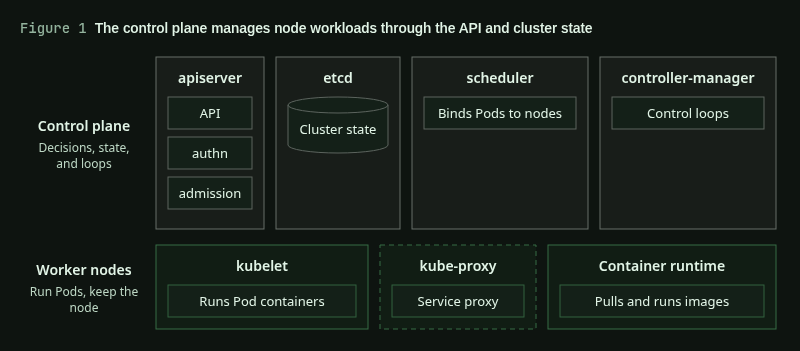 Figure 1 The control plane manages node workloads through the API and cluster state
Control plane
Decisions, state,
and loops
apiserver
API
authn
admission
etcd
Cluster state
scheduler
Binds Pods to nodes
controller-manager
Control loops
Worker nodes
Run Pods, keep the
node
kubelet
Runs Pod containers
kube-proxy
Service proxy
Container runtime
Pulls and runs images